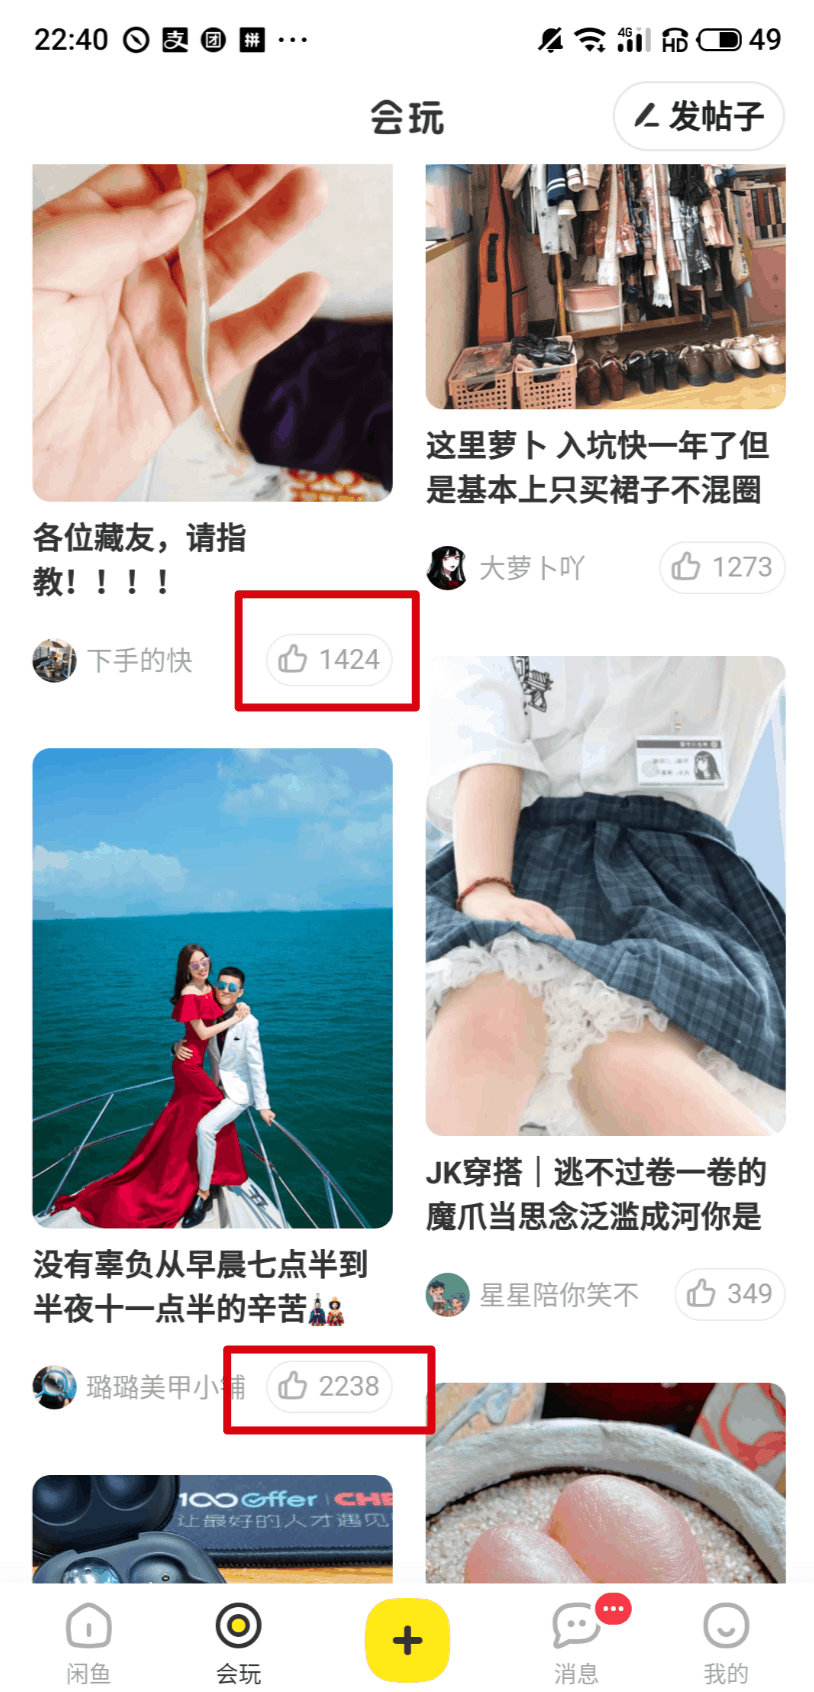 22:40
支
团
拼
4G
HD
49
会玩
发帖子
各位藏友，请指
教！！！！
下手的快
1424
这里萝卜 入坑快一年了但
是基本上只买裙子不混圈
大萝卜吖
1273
没有辜负从早晨七点半到
半夜十一点半的辛苦
璐璐美甲小铺
2238
JK穿搭｜逃不过卷一卷的
魔爪当思念泛滥成河你是
星星陪你笑不
349
100offer
CHE
让最好的人才遇见
闲鱼
会玩
消息
我的